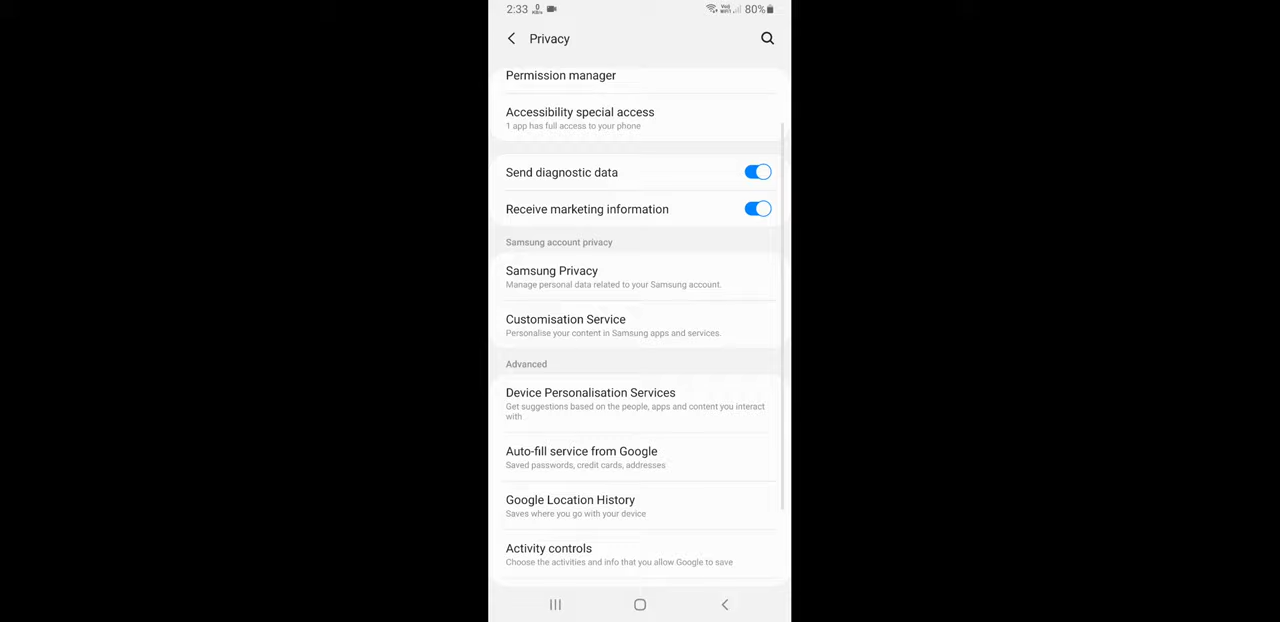 2:33 0 KB/s 80%
Privacy
Permission manager
Accessibility special access
1 app has full access to your phone
Send diagnostic data
Receive marketing information
Samsung account privacy
Samsung Privacy
Manage personal data related to your Samsung account.
Customisation Service
Personalise your content in Samsung apps and services.
Advanced
Device Personalisation Services
Get suggestions based on the people, apps and content you interact
with
Auto-fill service from Google
Saved passwords, credit cards, addresses
Google Location History
Saves where you go with your device
Activity controls
Choose the activities and info that you allow Google to save